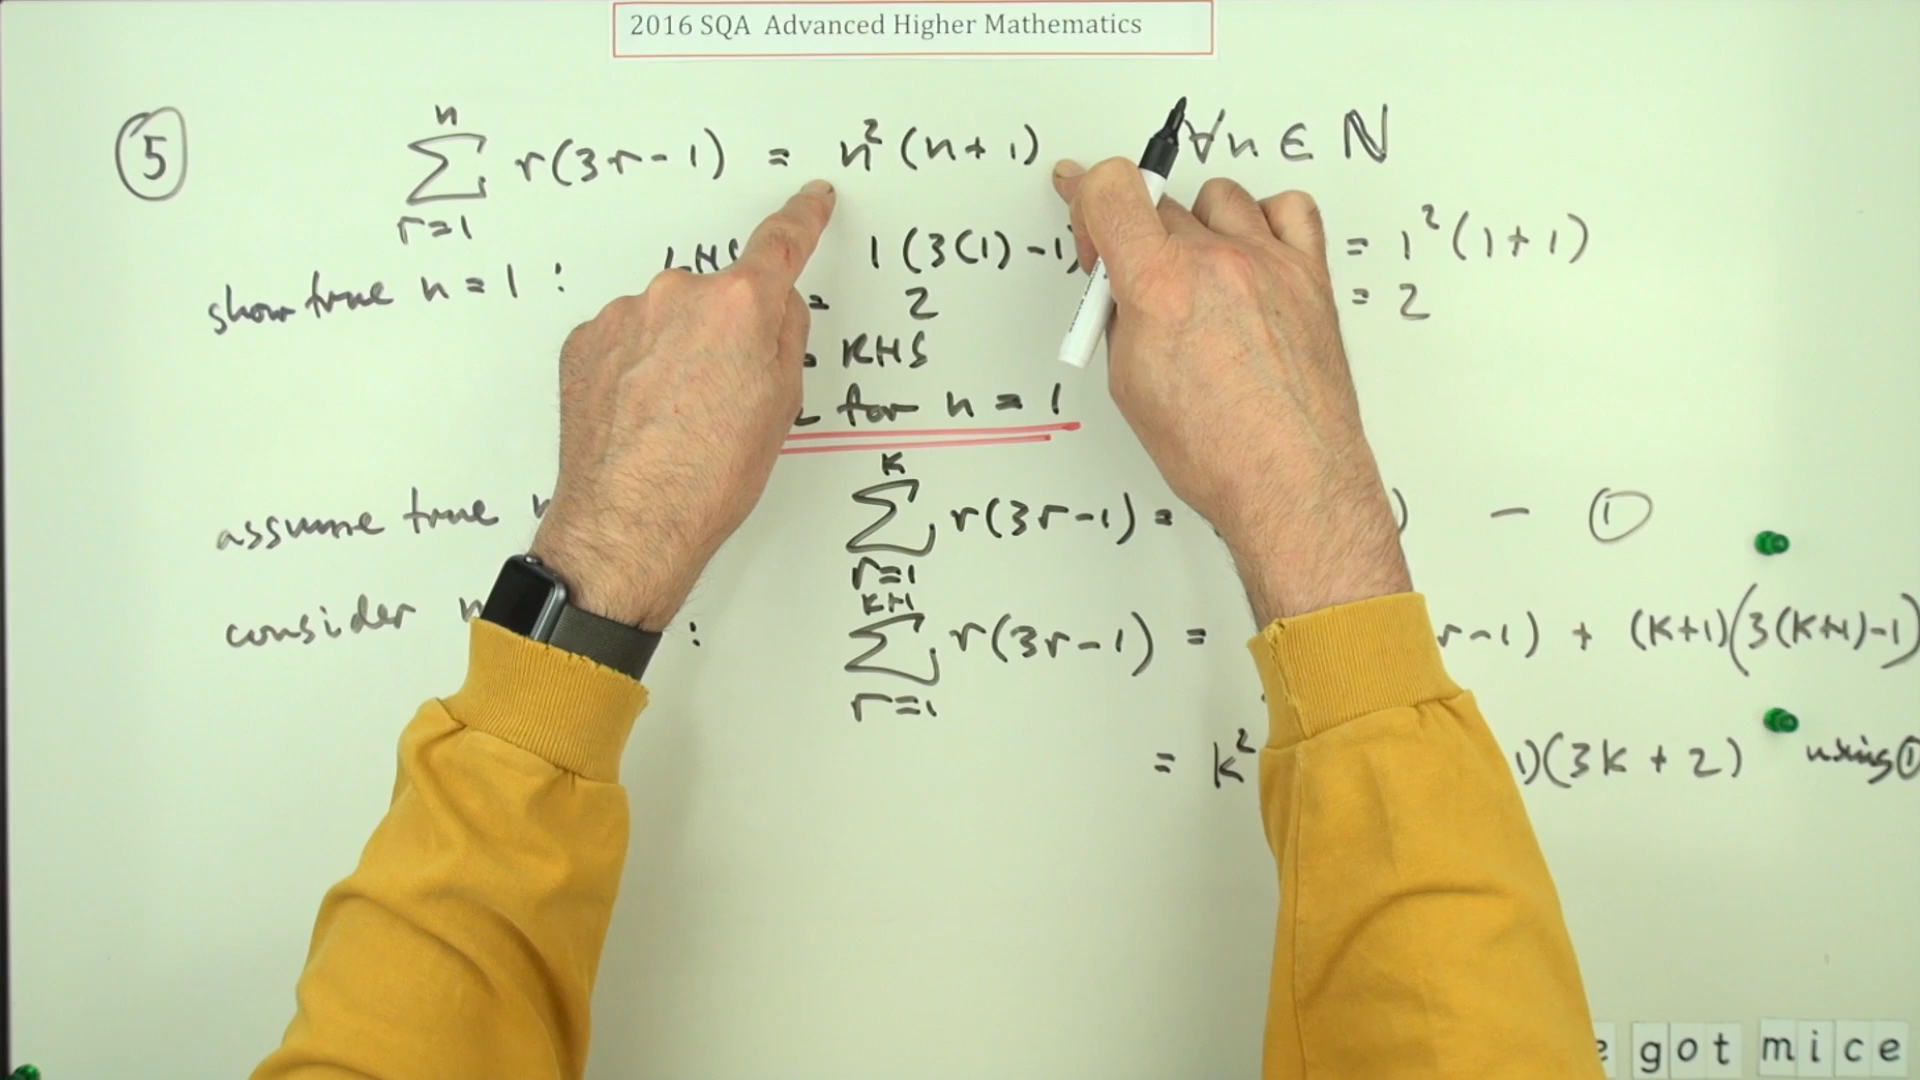 2016 SQA Advanced Higher Mathematics
5 n ∑ r=1 r(3r-1) = n²(n+1) ∀n ∈ ℕ
show true n=1 : LHS 1(3(1)-1) = 1²(1+1)
= 2 = 2
= RHS
for n = 1
assume true k ∑ r=1 r(3r-1) = ) - ①
consider n : k+1 ∑ r=1 r(3r-1) = r-1) + (k+1)(3(k+1)-1)
= k² 1)(3k+2) using ①
got mice